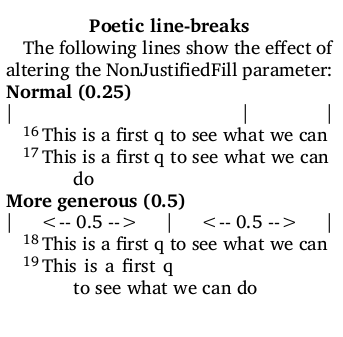 Poetic line-breaks
The following lines show the effect of
altering the NonJustifiedFill parameter:
Normal (0.25)
| | |
16 This is a first q to see what we can
17 This is a first q to see what we can
do
More generous (0.5)
| <-- 0.5 --> | <-- 0.5 --> |
18 This is a first q to see what we can
19 This is a first q
to see what we can do